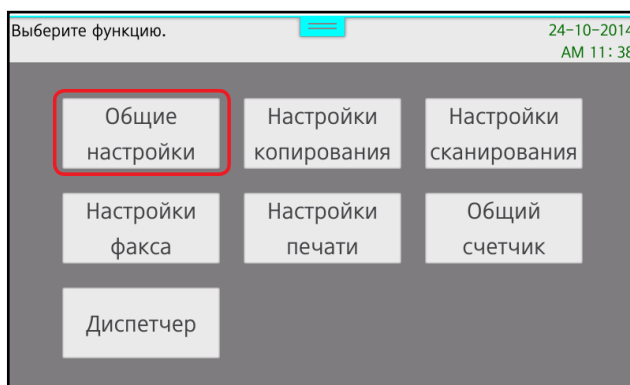 Выберите функцию.
24-10-2014
AM 11:38
Общие
настройки
Настройки
копирования
Настройки
сканирования
Настройки
факса
Настройки
печати
Общий
счетчик
Диспетчер